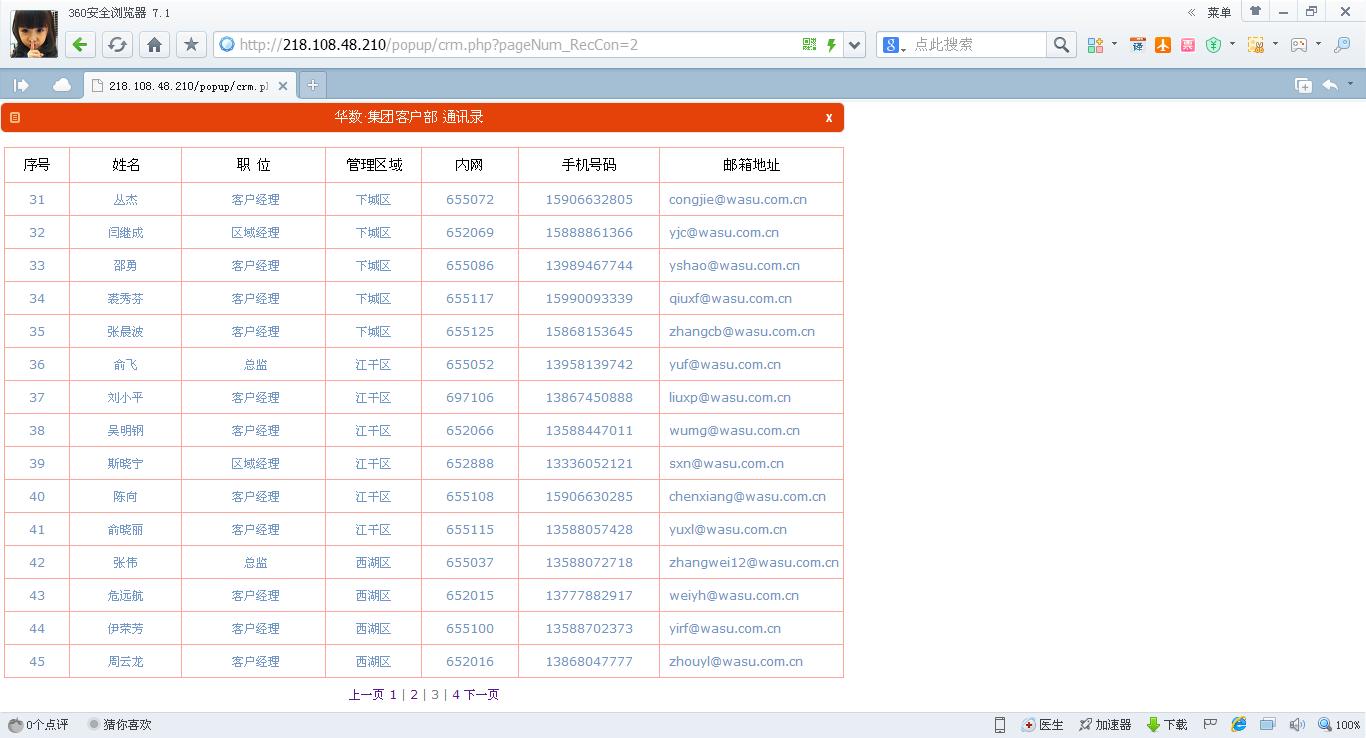 360安全浏览器 7.1
« 菜单
http://218.108.48.210/popup/crm.php?pageNum_RecCon=2
点此搜索
218.108.48.210/popup/crm.pl
华数·集团客户部 通讯录 x
序号 姓名 职 位 管理区域 内网 手机号码 邮箱地址
31 丛杰 客户经理 下城区 655072 15906632805 congjie@wasu.com.cn
32 闫继成 区域经理 下城区 652069 15888861366 yjc@wasu.com.cn
33 邵勇 客户经理 下城区 655086 13989467744 yshao@wasu.com.cn
34 裘秀芬 客户经理 下城区 655117 15990093339 qiuxf@wasu.com.cn
35 张晨波 客户经理 下城区 655125 15868153645 zhangcb@wasu.com.cn
36 俞飞 总监 江干区 655052 13958139742 yuf@wasu.com.cn
37 刘小平 客户经理 江干区 697106 13867450888 liuxp@wasu.com.cn
38 吴明钢 客户经理 江干区 652066 13588447011 wumg@wasu.com.cn
39 斯晓宁 区域经理 江干区 652888 13336052121 sxn@wasu.com.cn
40 陈向 客户经理 江干区 655108 15906630285 chenxiang@wasu.com.cn
41 俞晓丽 客户经理 江干区 655115 13588057428 yuxl@wasu.com.cn
42 张伟 总监 西湖区 655037 13588072718 zhangwei12@wasu.com.cn
43 危远航 客户经理 西湖区 652015 13777882917 weiyh@wasu.com.cn
44 伊荣芳 客户经理 西湖区 655100 13588702373 yirf@wasu.com.cn
45 周云龙 客户经理 西湖区 652016 13868047777 zhouyl@wasu.com.cn
上一页 1 | 2 | 3 | 4 下一页
0个点评 猜你喜欢 医生 加速器 下载 100%